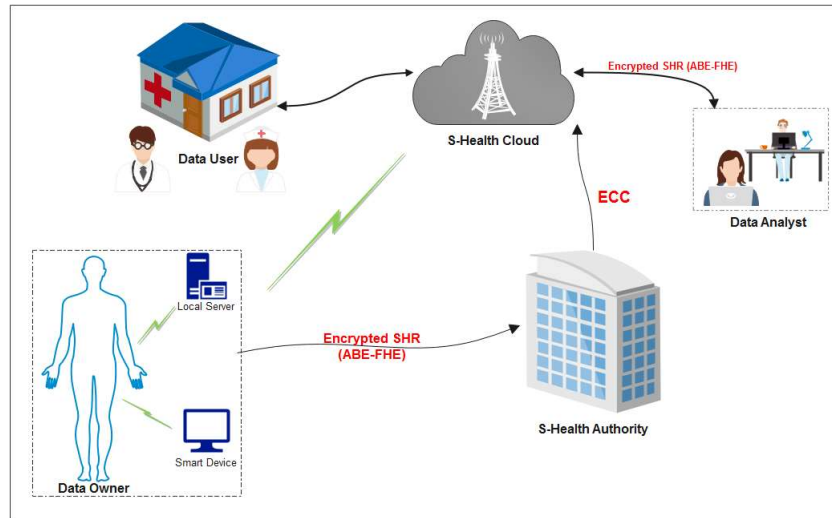 Encrypted SHR (ABE-FHE)
S-Health Cloud
Data User
ECC
Data Analyst
Local Server
Encrypted SHR
(ABE-FHE)
S-Health Authority
Smart Device
Data Owner